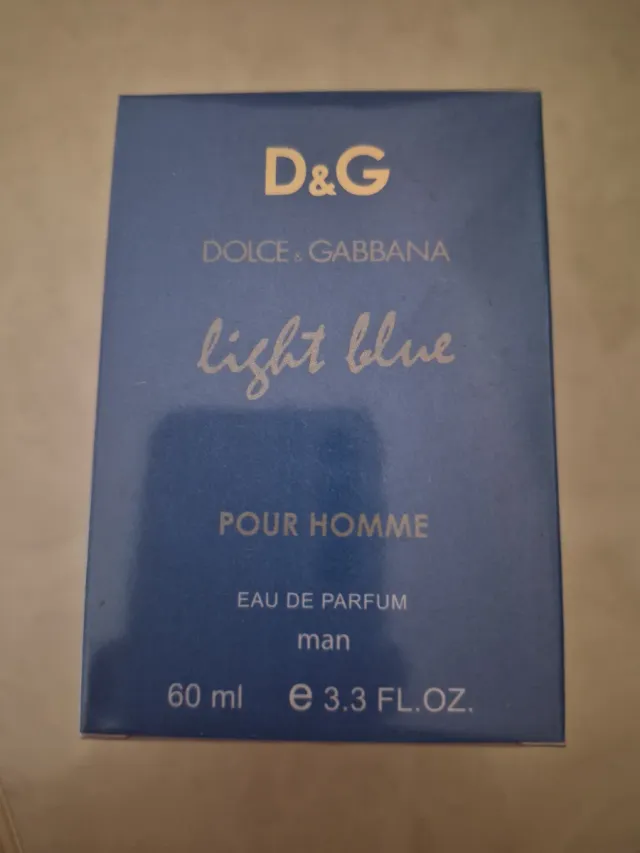 D&G
DOLCE & GABBANA
light blue
POUR HOMME
EAU DE PARFUM
man
60 ml e 3.3 FL.OZ.